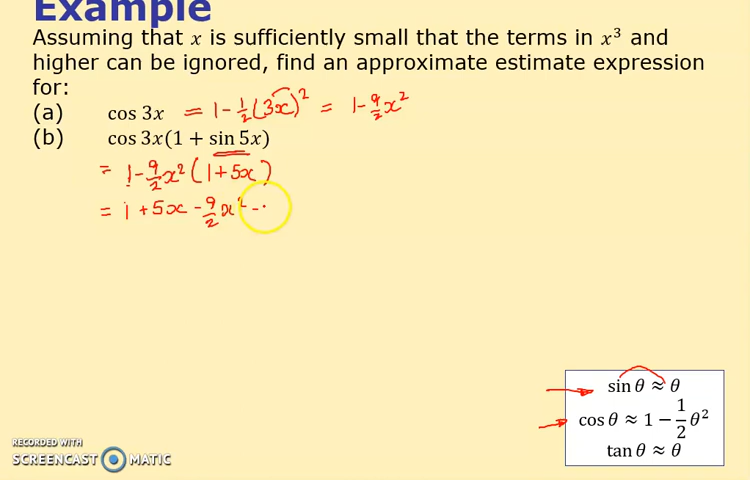 Example
Assuming that x is sufficiently small that the terms in x³ and
higher can be ignored, find an approximate estimate expression
for:
(a) cos 3x = 1 - 1/2 (3x)² = 1 - 9/2 x²
(b) cos 3x(1 + sin 5x)
= 1 - 9/2 x² (1 + 5x)
= 1 + 5x - 9/2 x² - ..
sin θ ≈ θ
cos θ ≈ 1 − 1/2 θ²
tan θ ≈ θ
RECORDED WITH
SCREENCAST MATIC